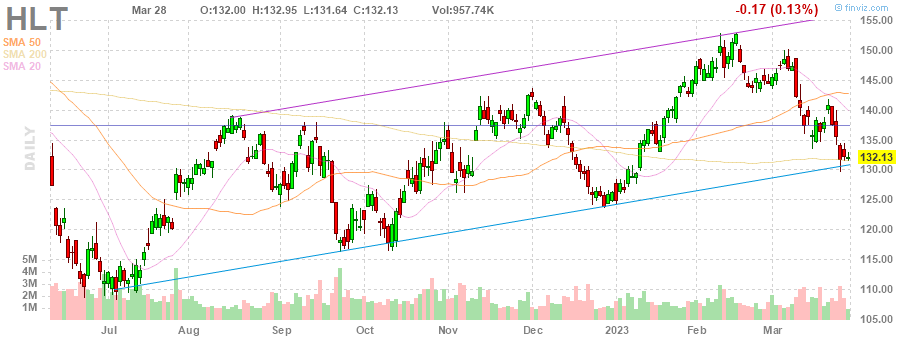 HLT Mar 28 O:132.00 H:132.95 L:131.64 C:132.13 Vol:957.74K -0.17 (0.13%) © finviz.com
SMA 50
SMA 200
SMA 20
DAILY
155.00
150.00
145.00
140.00
135.00
132.13
130.00
125.00
120.00
115.00
110.00
105.00
5M
4M
3M
2M
1M
Jul Aug Sep Oct Nov Dec 2023 Feb Mar